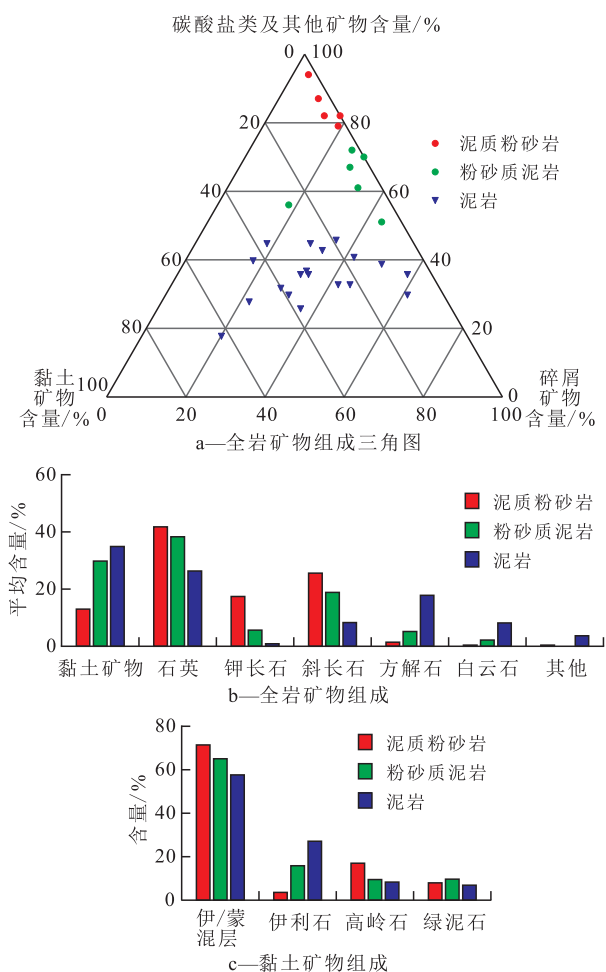 碳酸盐类及其他矿物含量/%
0 100
20 80
40 60
60 40
80 20
100 0
0 20 40 60 80 100
泥质粉砂岩
粉砂质泥岩
泥岩
黏土
矿物
含量/%
碎屑
矿物
含量/%
a—全岩矿物组成三角图
平均含量/%
60
40
20
0
泥质粉砂岩
粉砂质泥岩
泥岩
黏土矿物 石英 钾长石 斜长石 方解石 白云石 其他
b—全岩矿物组成
含量/%
80
60
40
20
0
泥质粉砂岩
粉砂质泥岩
泥岩
伊/蒙 伊利石 高岭石 绿泥石
混层
c—黏土矿物组成